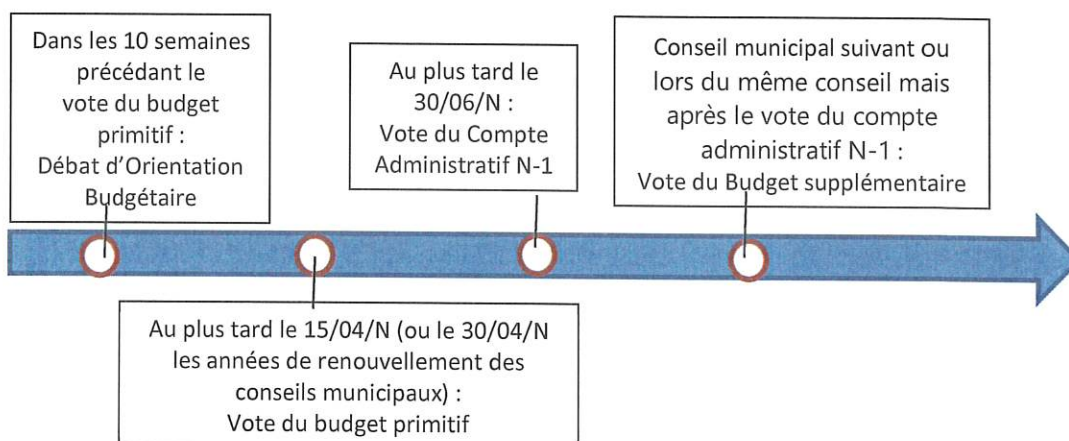 Dans les 10 semaines
précédant le
vote du budget
primitif :
Débat d'Orientation
Budgétaire
Au plus tard le 15/04/N (ou le 30/04/N
les années de renouvellement des
conseils municipaux) :
Vote du budget primitif
Au plus tard le
30/06/N :
Vote du Compte
Administratif N-1
Conseil municipal suivant ou
lors du même conseil mais
après le vote du compte
administratif N-1 :
Vote du Budget supplémentaire